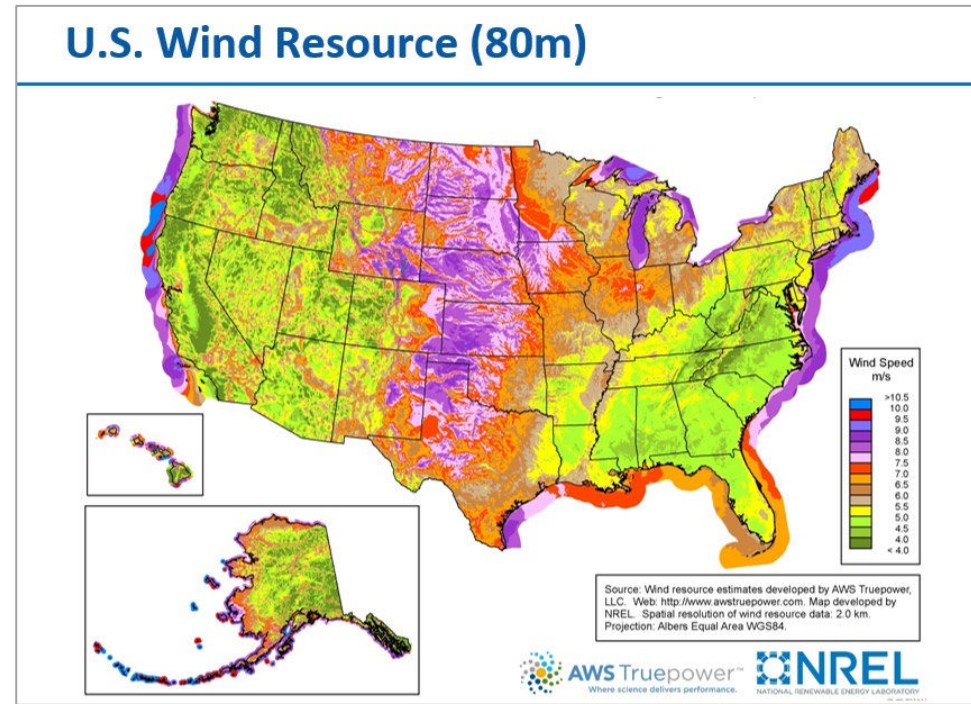 U.S. Wind Resource (80m)
Wind Speed
m/s
>10.5
10.0
9.5
9.0
8.5
8.0
7.5
7.0
6.5
6.0
5.5
5.0
4.5
4.0
< 4.0
Source: Wind resource estimates developed by AWS Truepower,
LLC. Web: http://www.awstruepower.com. Map developed by
NREL. Spatial resolution of wind resource data: 2.0 km.
Projection: Albers Equal Area WGS84.
AWS Truepower™
Where science delivers performance.
NREL
NATIONAL RENEWABLE ENERGY LABORATORY